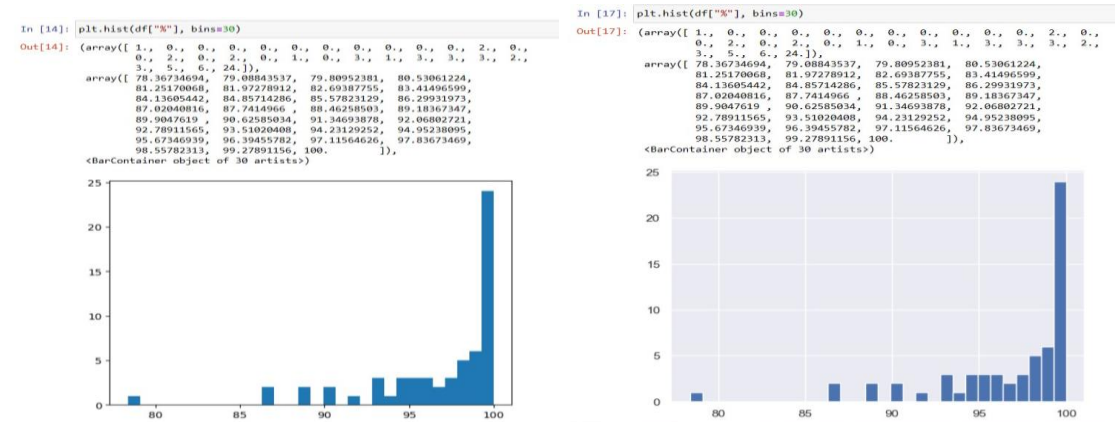 In [14]: plt.hist(df["%"], bins=30)
Out[14]: (array([ 1., 0., 0., 0., 0., 0., 0., 0., 0., 2., 0.,
0., 2., 0., 2., 0., 1., 0., 3., 1., 3., 3., 3., 2.,
3., 5., 6., 24.]),
array([ 78.36734694, 79.08843537, 79.80952381, 80.53061224,
81.25170068, 81.97278912, 82.69387755, 83.41496599,
84.13605442, 84.85714286, 85.57823129, 86.29931973,
87.02040816, 87.7414966 , 88.46258503, 89.18367347,
89.9047619 , 90.62585034, 91.34693878, 92.06802721,
92.78911565, 93.51020408, 94.23129252, 94.95238095,
95.67346939, 96.39455782, 97.11564626, 97.83673469,
98.55782313, 99.27891156, 100. ]),
<BarContainer object of 30 artists>)
25
20
15
10
5
0
80 85 90 95 100
In [17]: plt.hist(df["%"], bins=30)
Out[17]: (array([ 1., 0., 0., 0., 0., 0., 0., 0., 0., 0., 0., 2., 0.,
0., 2., 0., 2., 0., 1., 0., 3., 1., 3., 3., 3., 2.,
3., 5., 6., 24.]),
array([ 78.36734694, 79.08843537, 79.80952381, 80.53061224,
81.25170068, 81.97278912, 82.69387755, 83.41496599,
84.13605442, 84.85714286, 85.57823129, 86.29931973,
87.02040816, 87.7414966 , 88.46258503, 89.18367347,
89.9047619 , 90.62585034, 91.34693878, 92.06802721,
92.78911565, 93.51020408, 94.23129252, 94.95238095,
95.67346939, 96.39455782, 97.11564626, 97.83673469,
98.55782313, 99.27891156, 100. ]),
<BarContainer object of 30 artists>)
25
20
15
10
5
0
80 85 90 95 100